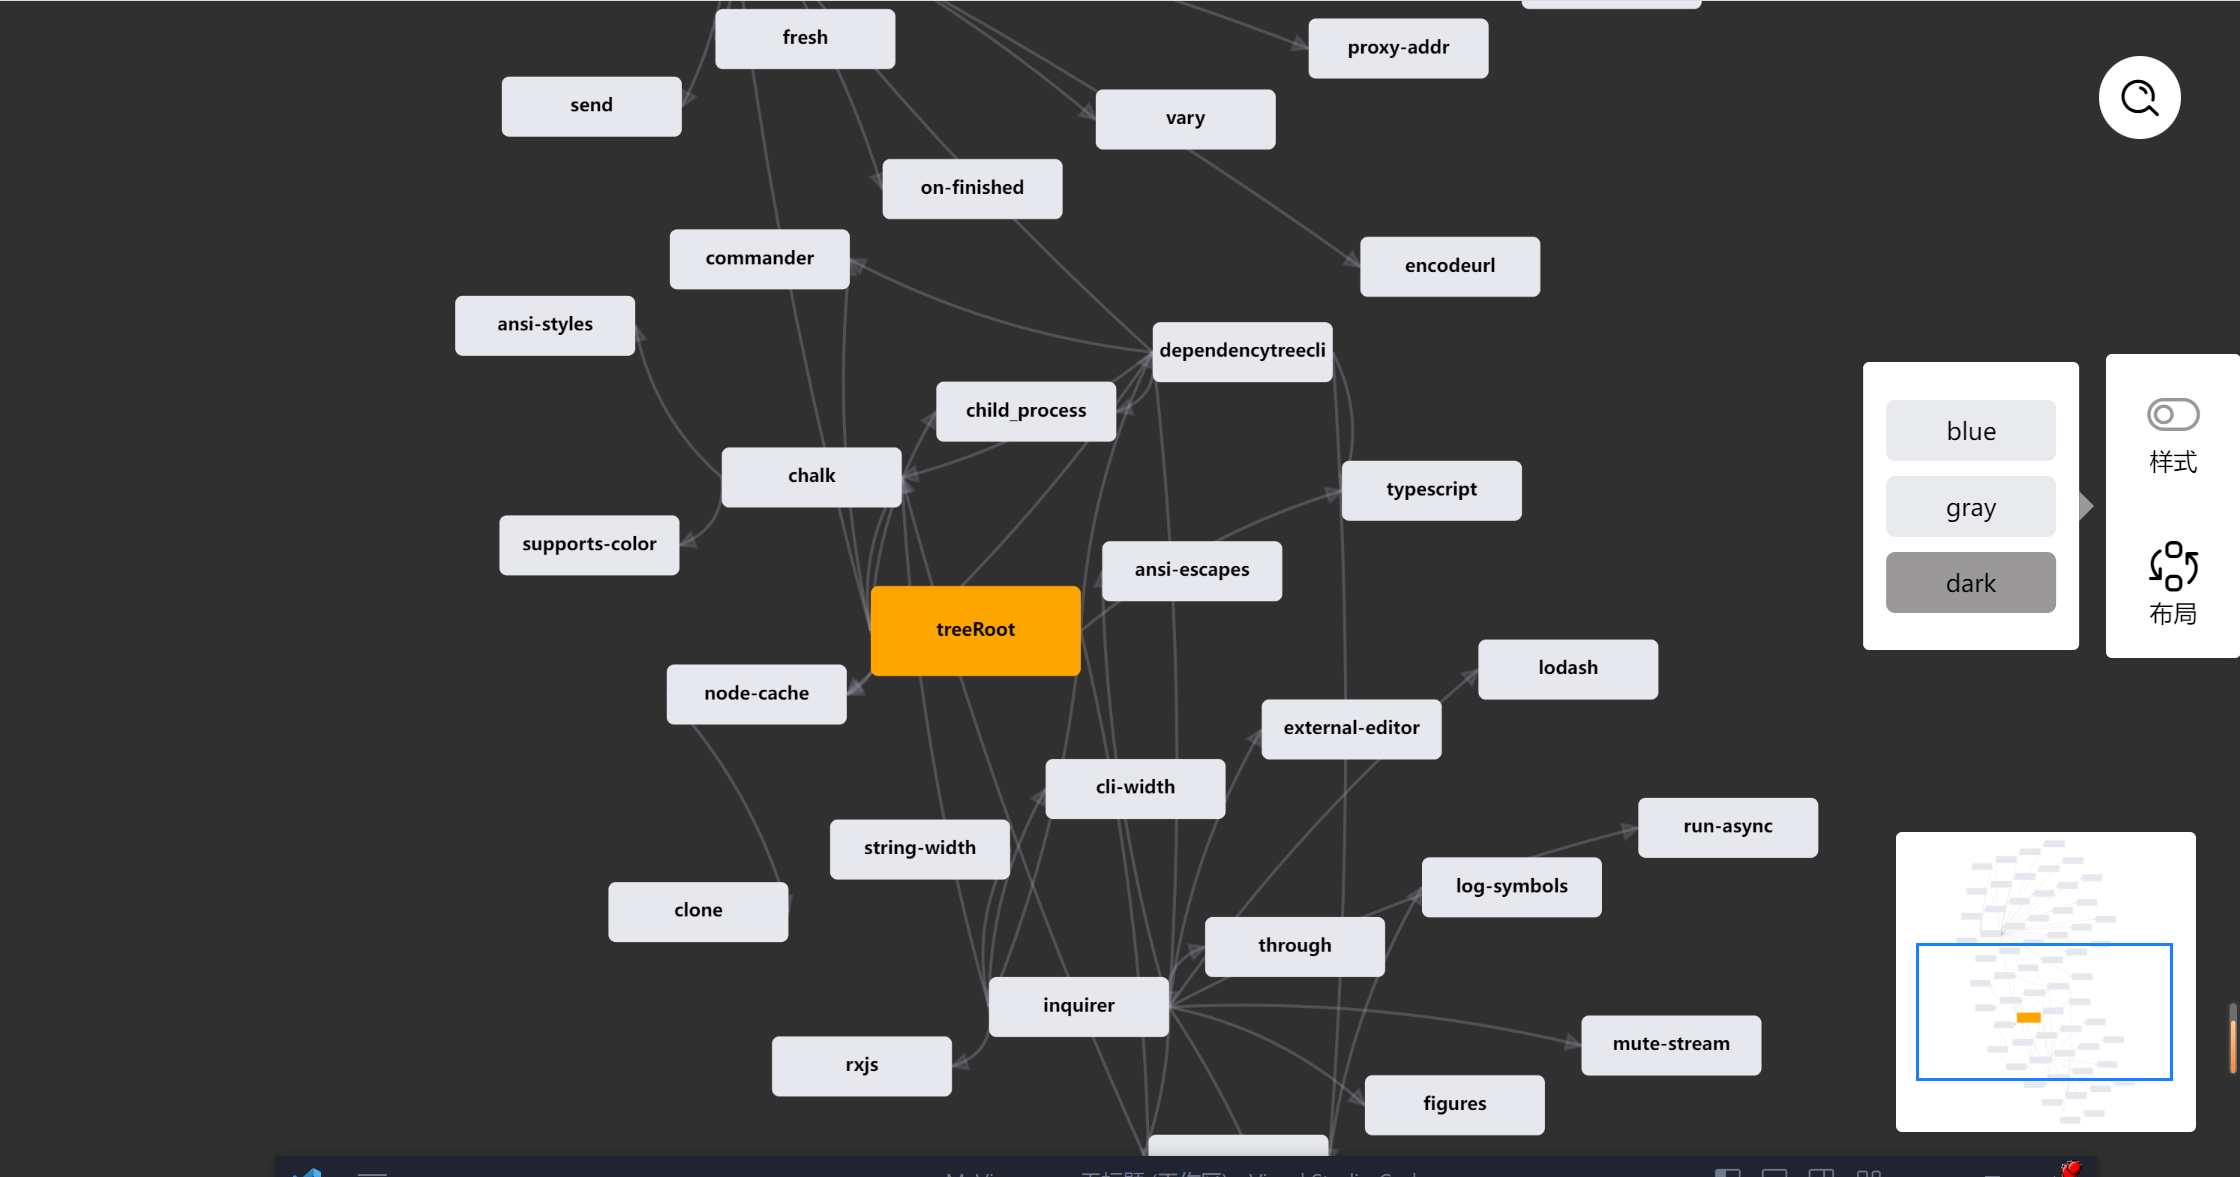 fresh
proxy-addr
send
vary
on-finished
commander
encodeurl
ansi-styles
dependencytreecli
child_process
chalk
typescript
supports-color
ansi-escapes
treeRoot
lodash
node-cache
external-editor
cli-width
run-async
string-width
log-symbols
clone
through
inquirer
mute-stream
rxjs
figures
blue
gray
dark
样式
布局